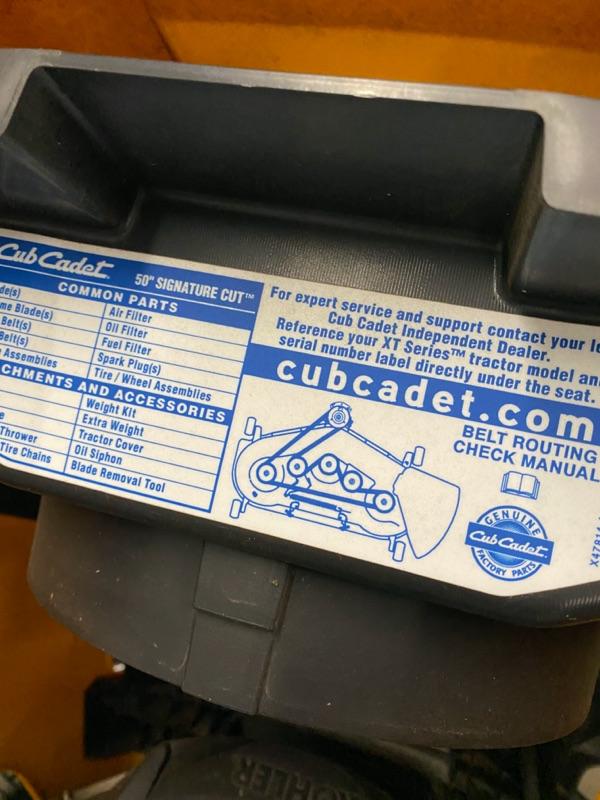 Cub Cadet 50" SIGNATURE CUT™
COMMON PARTS
Air Filter
Blade(s) Oil Filter
Belt(s) Fuel Filter
Belt(s) Spark Plug(s)
Assemblies Tire / Wheel Assemblies
AND ACCESSORIES
Weight Kit
Extra Weight
Thrower Tractor Cover
Tire Chains Oil Siphon
Blade Removal Tool
For expert service and support contact your
Cub Cadet Independent Dealer.
Reference your XT Series™ tractor model
serial number label directly under the seat.
cubcadet.com
BELT ROUTING
CHECK MANUAL
GENUINE
Cub Cadet
FACTORY PARTS